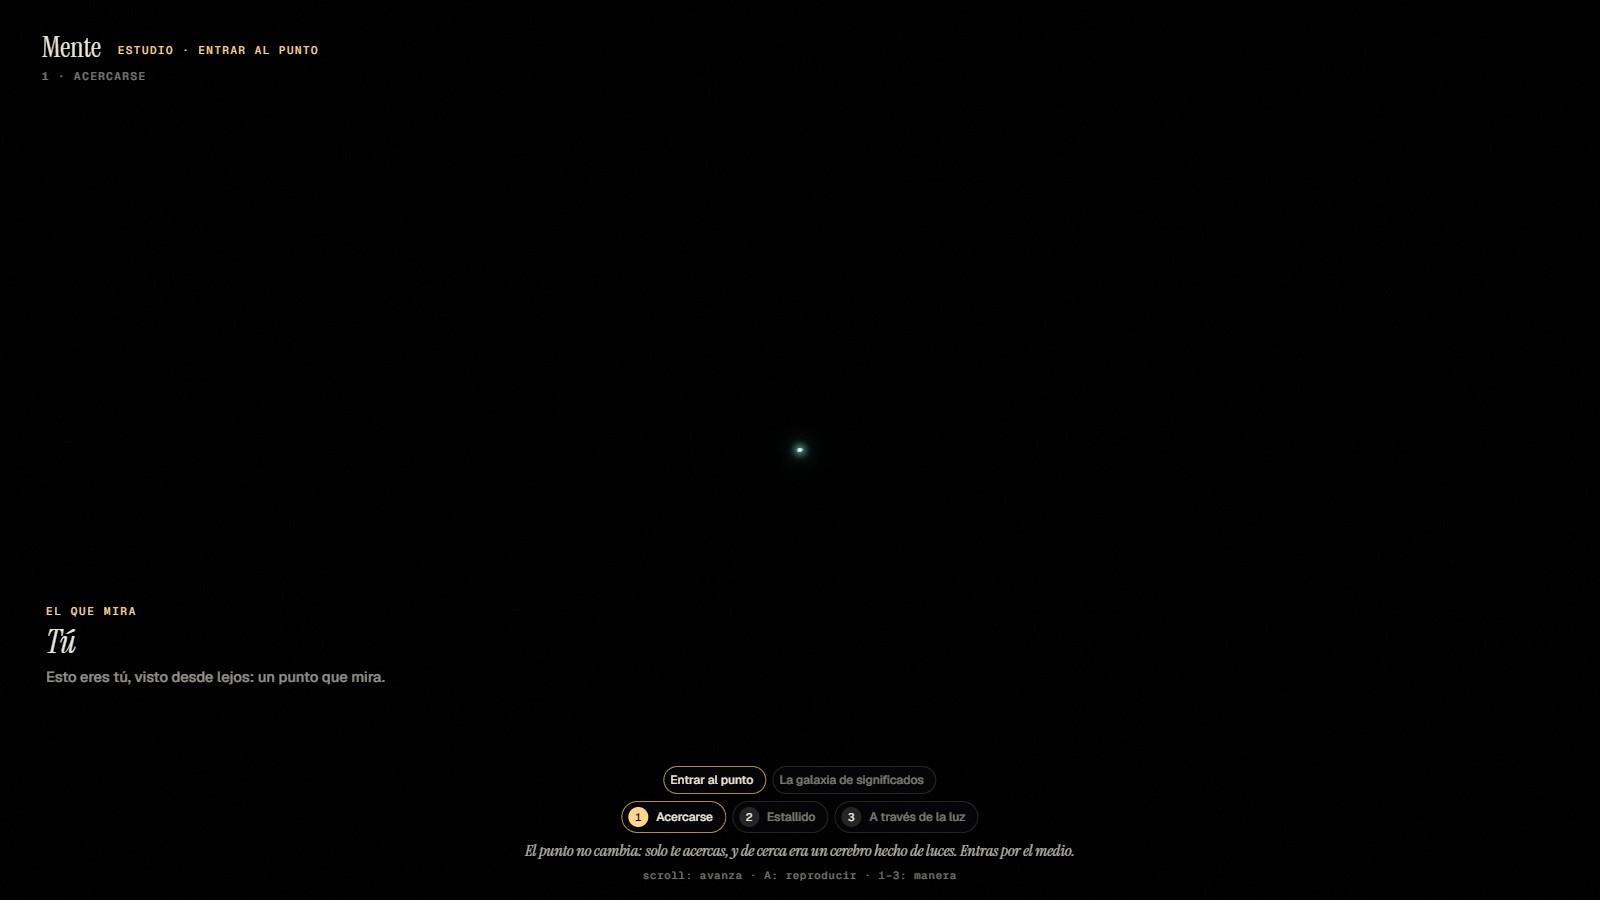 Mente ESTUDIO · ENTRAR AL PUNTO
1 · ACERCARSE
EL QUE MIRA
Tú
Esto eres tú, visto desde lejos: un punto que mira.
Entrar al punto La galaxia de significados
1 Acercarse 2 Estallido 3 A través de la luz
El punto no cambia: solo te acercas, y de cerca era un cerebro hecho de luces. Entras por el medio.
scroll: avanza · A: reproducir · 1–3: manera